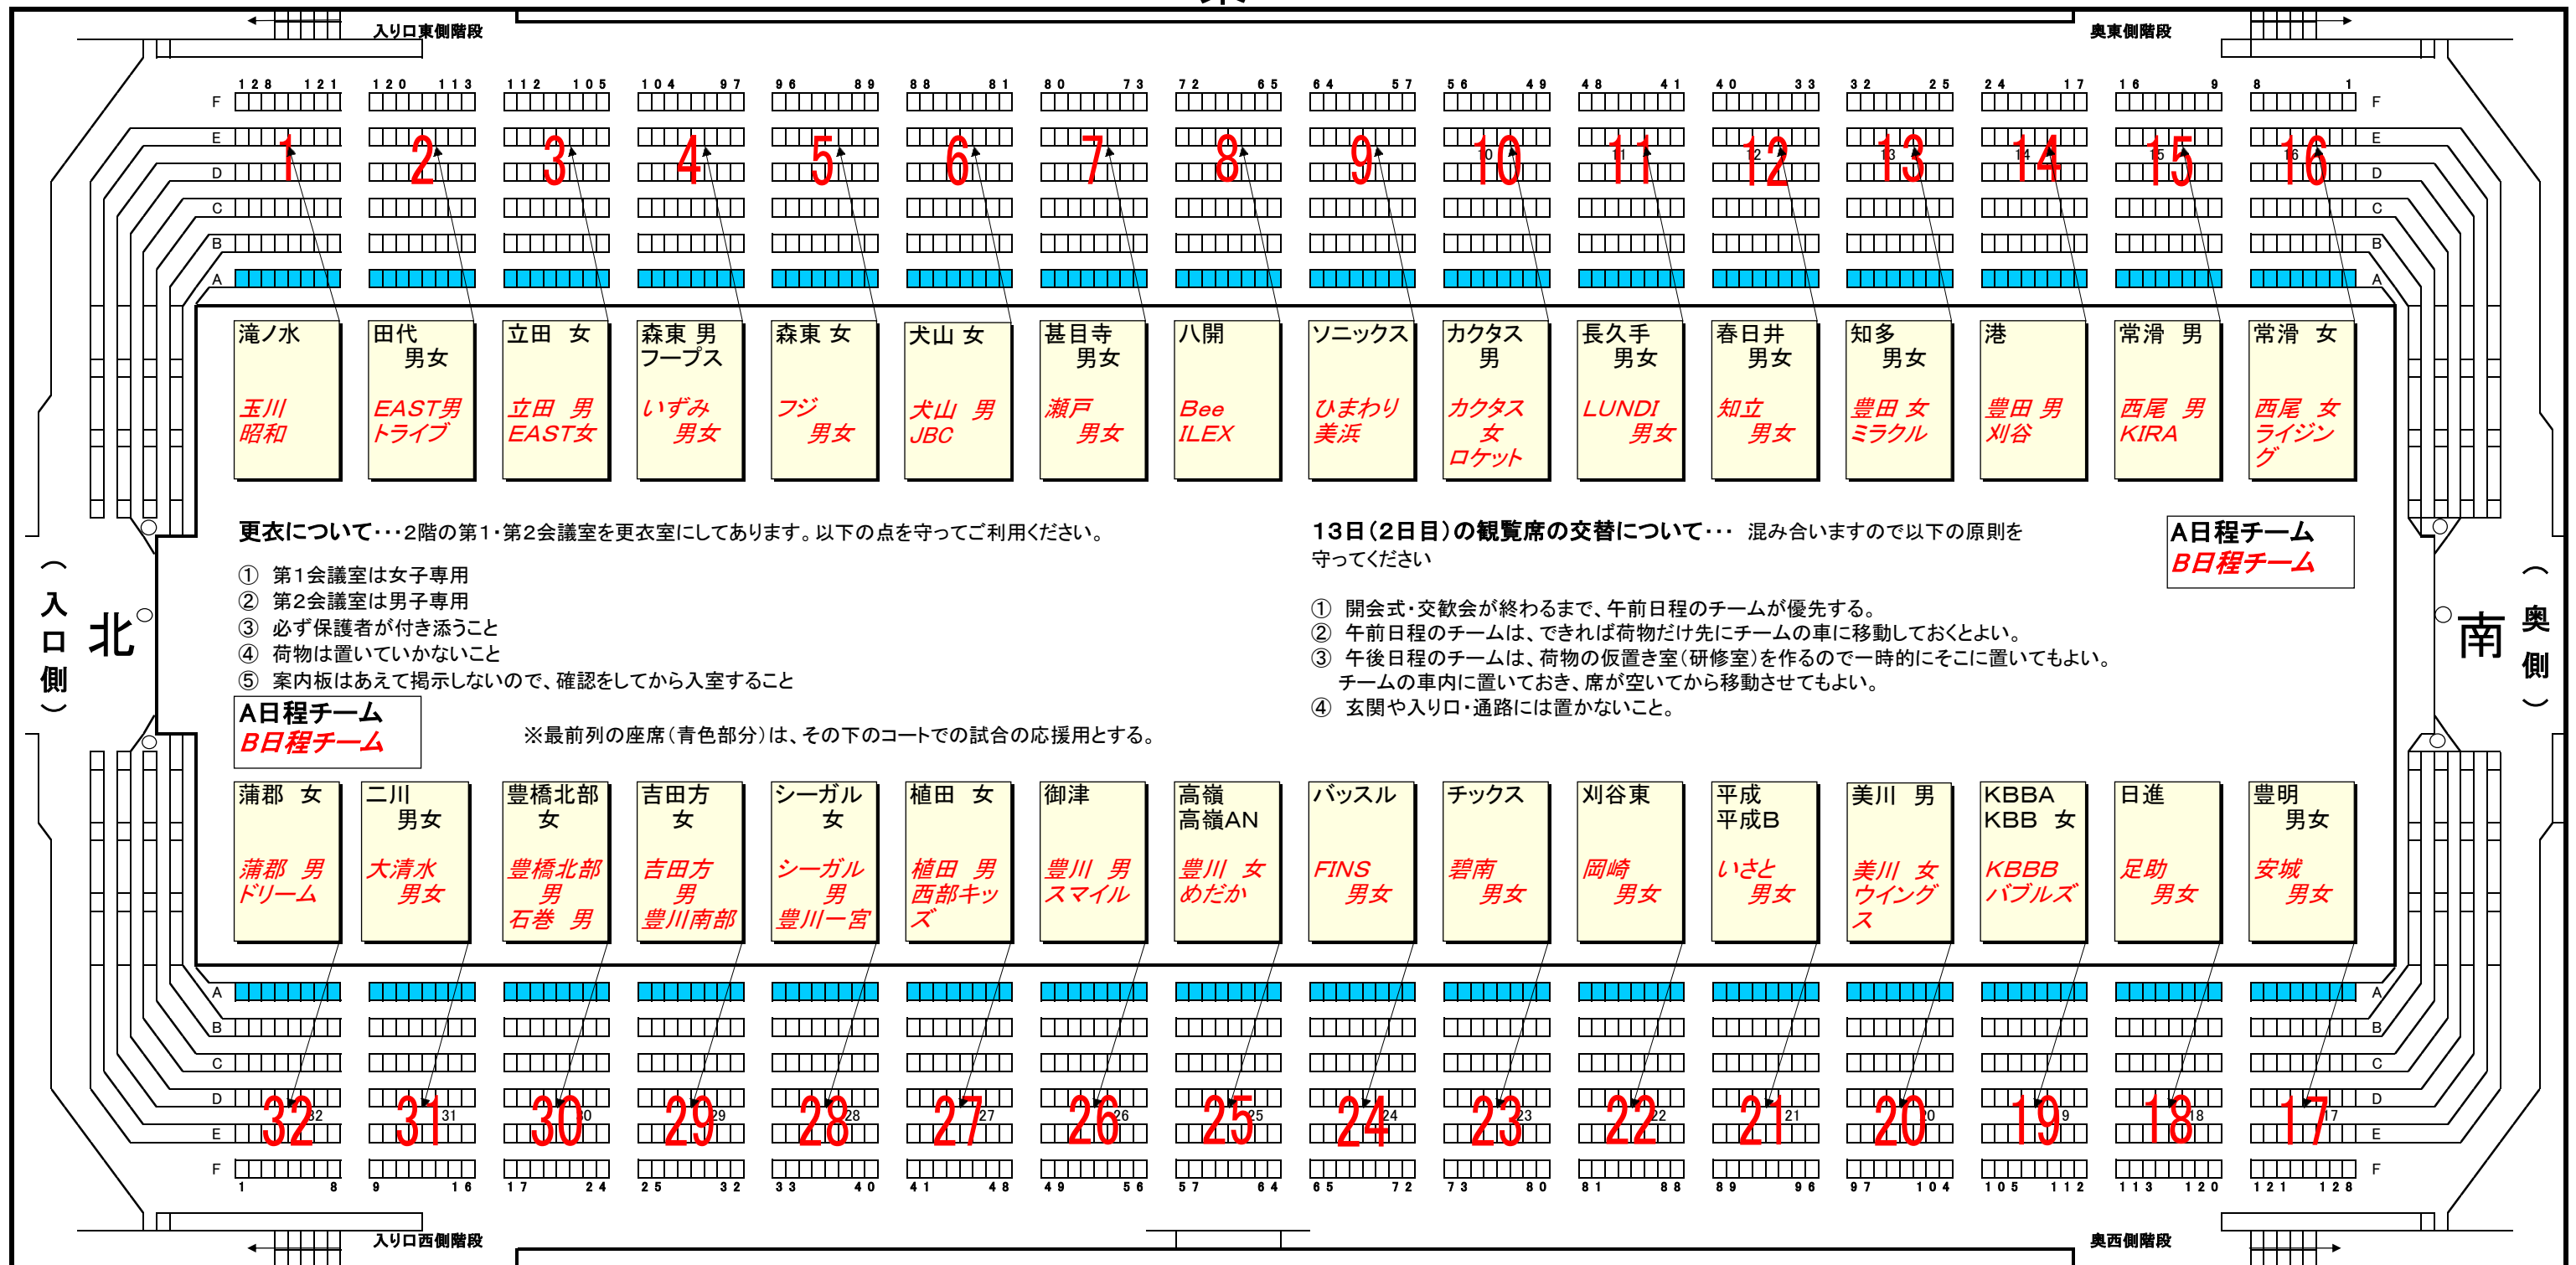 入り口東側階段
奥東側階段
128 121 120 113 112 105 104 97 96 89 88 81 80 73 72 65 64 57 56 49 48 41 40 33 32 25 24 17 16 9 8 1
F F
E E
D D
C C
B B
A A
1 2 3 4 5 6 7 8 9 10 11 12 13 14 15 16
10 11 12 13 14 15 16
滝ノ水
玉川
昭和
田代
男女
EAST男
トライブ
立田 女
立田 男
EAST女
森東 男
フープス
いずみ
男女
森東 女
フジ
男女
犬山 女
犬山 男
JBC
甚目寺
男女
瀬戸
男女
八開
Bee
ILEX
ソニックス
ひまわり
美浜
カクタス
男
カクタス
女
ロケット
長久手
男女
LUNDI
男女
春日井
男女
知立
男女
知多
男女
豊田 女
ミラクル
港
豊田 男
刈谷
常滑 男
西尾 男
KIRA
常滑 女
西尾 女
ライジン
グ
更衣について・・・2階の第1・第2会議室を更衣室にしてあります。以下の点を守ってご利用ください。
① 第1会議室は女子専用
② 第2会議室は男子専用
③ 必ず保護者が付き添うこと
④ 荷物は置いていかないこと
⑤ 案内板はあえて掲示しないので、確認をしてから入室すること
13日(2日目)の観覧席の交替について・・・ 混み合いますので以下の原則を
守ってください
① 開会式・交歓会が終わるまで、午前日程のチームが優先する。
② 午前日程のチームは、できれば荷物だけ先にチームの車に移動しておくとよい。
③ 午後日程のチームは、荷物の仮置き室(研修室)を作るので一時的にそこに置いてもよい。
チームの車内に置いておき、席が空いてから移動させてもよい。
④ 玄関や入り口・通路には置かないこと。
A日程チーム
B日程チーム
(入口側)
北
南
(奥側)
A日程チーム
B日程チーム
※最前列の座席(青色部分)は、その下のコートでの試合の応援用とする。
蒲郡 女
蒲郡 男
ドリーム
二川
男女
大清水
男女
豊橋北部
女
豊橋北部
男
石巻 男
吉田方
女
吉田方
男
豊川南部
シーガル
女
シーガル
男
豊川一宮
植田 女
植田 男
西部キッ
ズ
御津
豊川 男
スマイル
高嶺
高嶺AN
豊川 女
めだか
バッスル
FINS
男女
チックス
碧南
男女
刈谷東
岡崎
男女
平成
平成B
いさと
男女
美川 男
美川 女
ウイング
ス
KBBA
KBB 女
KBBB
バブルズ
日進
足助
男女
豊明
男女
安城
男女
A A
B B
C C
D D
E E
F F
32 31 30 29 28 27 26 25 24 23 22 21 20 19 18 17
32 31 30 29 28 27 26 25 24 23 22 21 20 9 18 17
1 8 9 16 17 24 25 32 33 40 41 48 49 56 57 64 65 72 73 80 81 88 89 96 97 104 105 112 113 120 121 128
入り口西側階段
奥西側階段